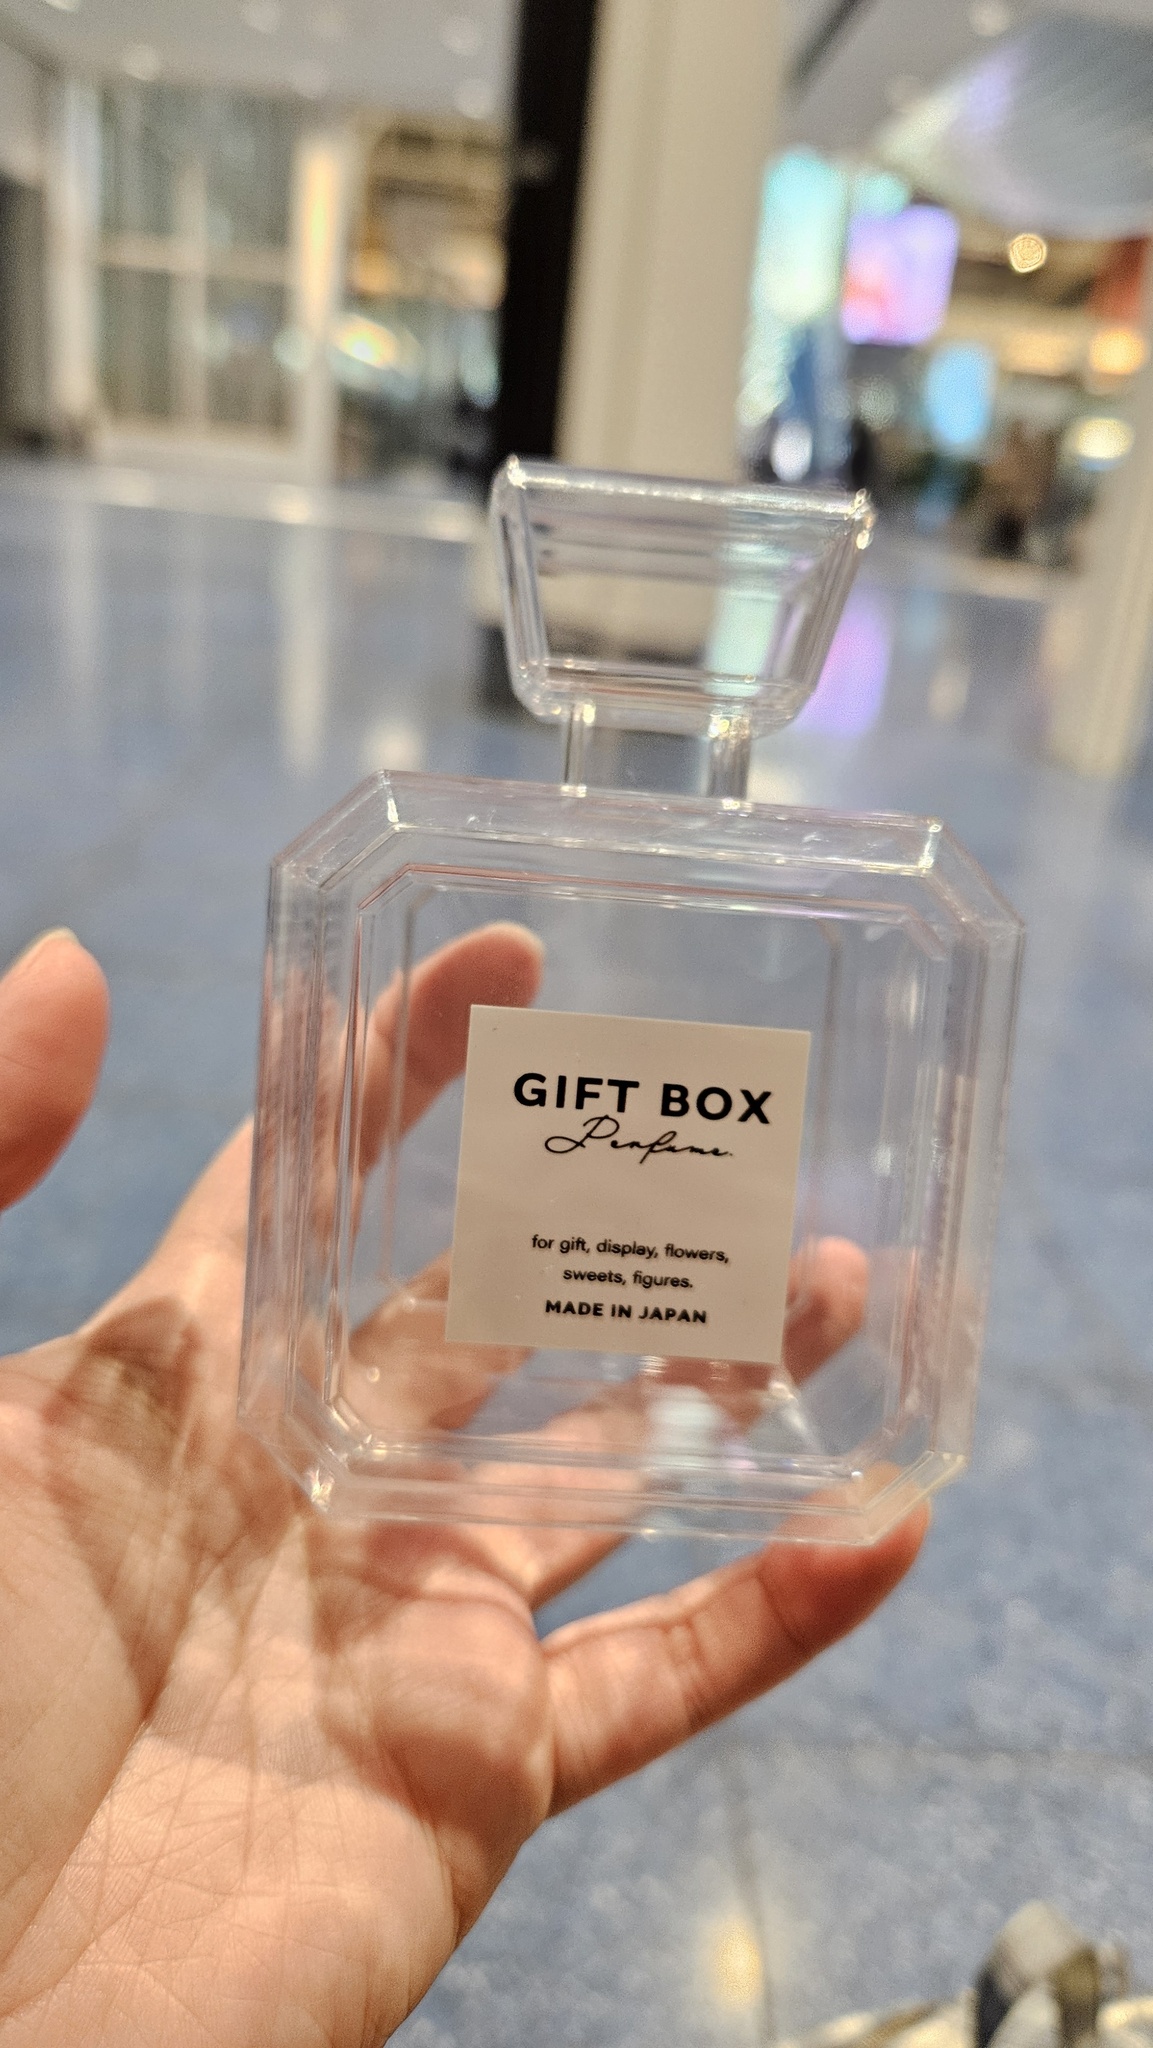 GIFT BOX
Perfume.
for gift, display, flowers,
sweets, figures.
MADE IN JAPAN